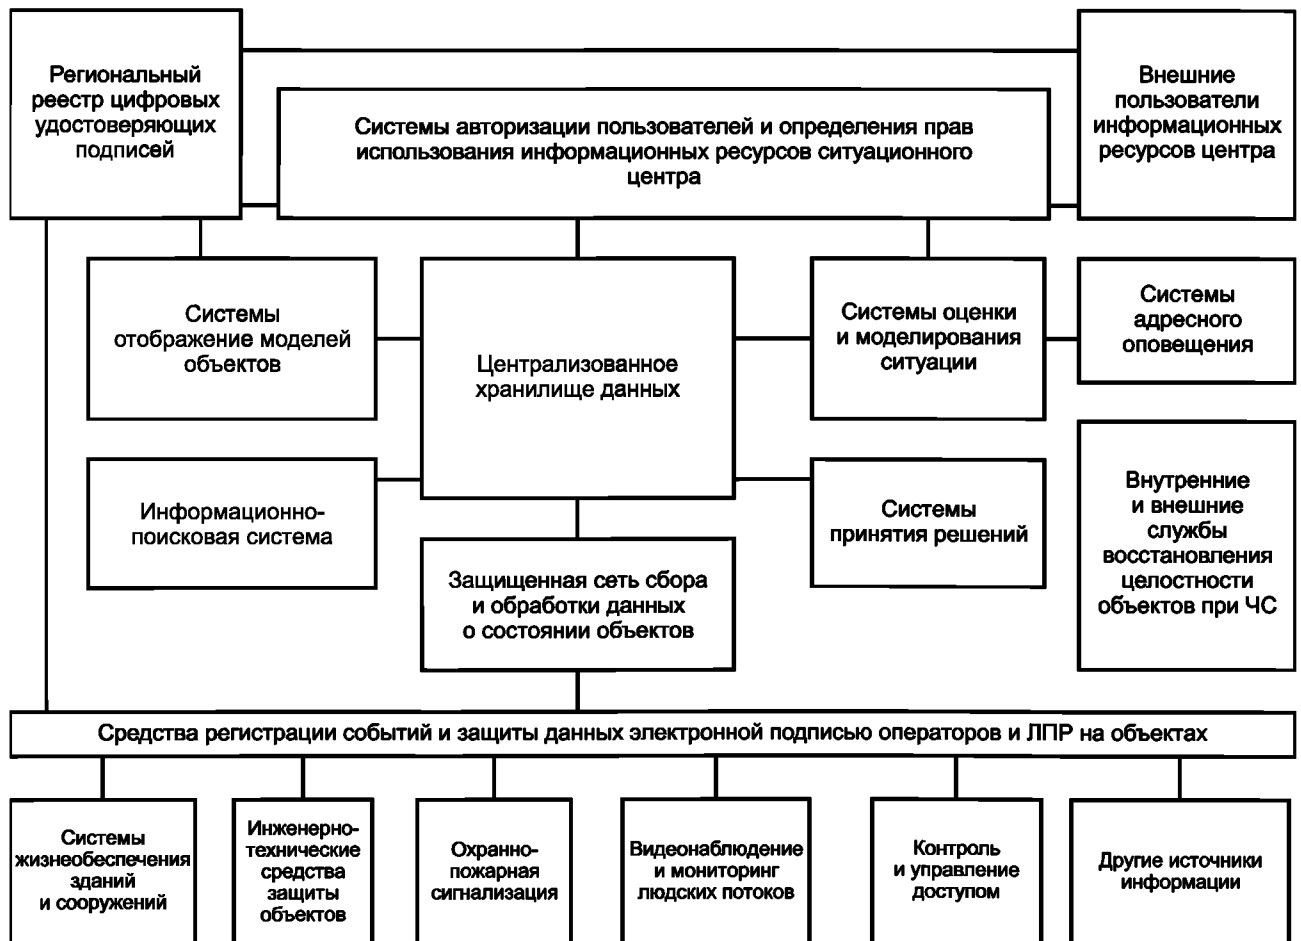 Региональный
реестр цифровых
удостоверяющих
подписей
Системы авторизации пользователей и определения прав
использования информационных ресурсов ситуационного
центра
Внешние
пользователи
информационных
ресурсов центра
Системы
отображение моделей
объектов
Централизованное
хранилище данных
Системы оценки
и моделирования
ситуации
Системы
адресного
оповещения
Информационно-
поисковая система
Системы
принятия решений
Внутренние
и внешние
службы
восстановления
целостности
объектов при ЧС
Защищенная сеть сбора
и обработки данных
о состоянии объектов
Средства регистрации событий и защиты данных электронной подписью операторов и ЛПР на объектах
Системы
жизнеобеспечения
зданий
и сооружений
Инженерно-
технические
средства
защиты
объектов
Охранно-
пожарная
сигнализация
Видеонаблюдение
и мониторинг
людских потоков
Контроль
и управление
доступом
Другие источники
информации